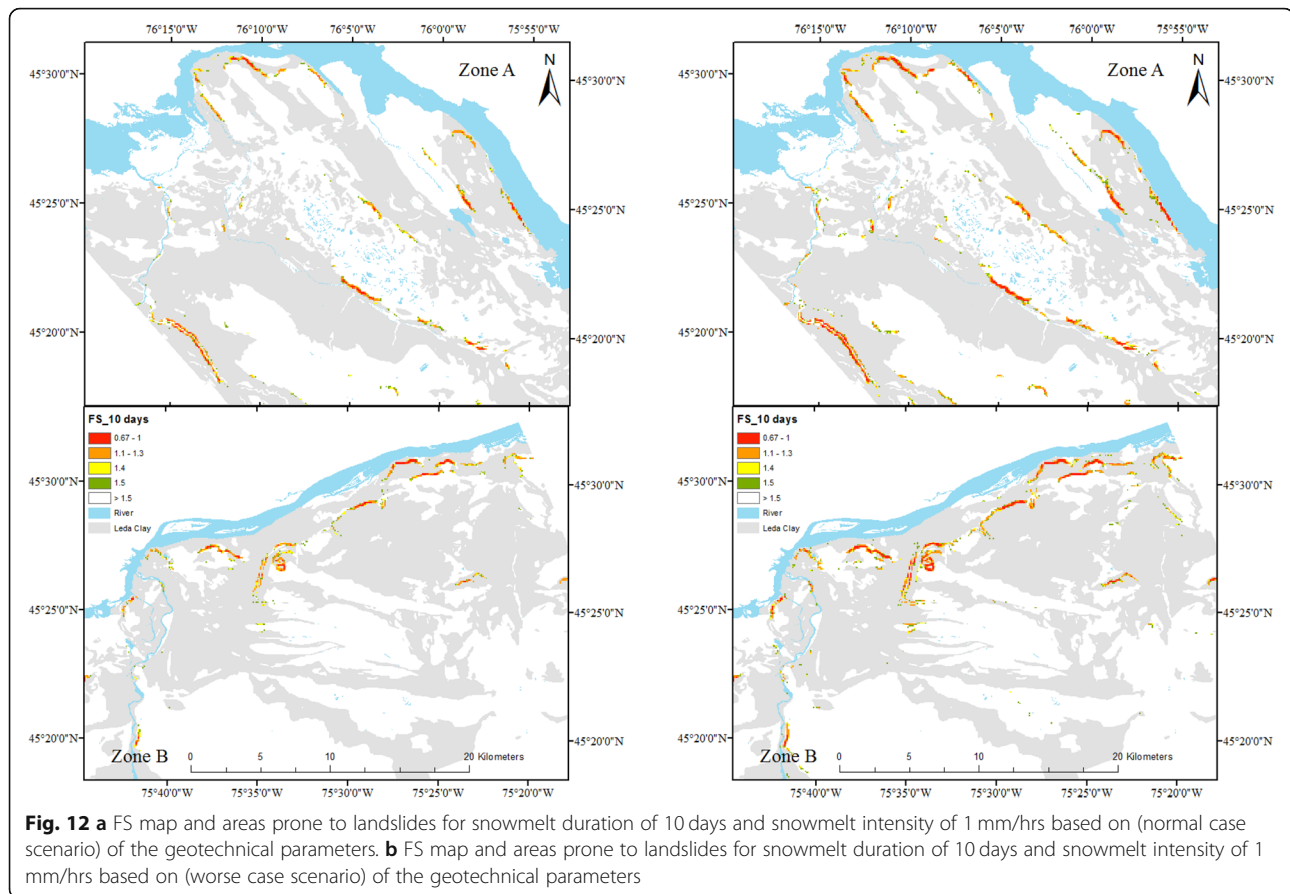 76°15'0"W 76°10'0"W 76°5'0"W 76°0'0"W 75°55'0"W
45°30'0"N
45°25'0"N
45°20'0"N
Zone A
N
45°30'0"N
45°25'0"N
45°20'0"N
FS_10 days
0.67 - 1
1.1 - 1.3
1.4
1.5
> 1.5
River
Leda Clay
45°30'0"N
45°25'0"N
45°20'0"N
45°30'0"N
45°25'0"N
45°20'0"N
Zone B
0 5 10 20 Kilometers
75°40'0"W 75°35'0"W 75°30'0"W 75°25'0"W 75°20'0"W
76°15'0"W 76°10'0"W 76°5'0"W 76°0'0"W 75°55'0"W
45°30'0"N
45°25'0"N
45°20'0"N
Zone A
N
45°30'0"N
45°25'0"N
45°20'0"N
FS_10 days
0.67 - 1
1.1 - 1.3
1.4
1.5
> 1.5
River
Leda Clay
45°30'0"N
45°25'0"N
45°20'0"N
45°30'0"N
45°25'0"N
45°20'0"N
Zone B
0 5 10 20 Kilometers
75°40'0"W 75°35'0"W 75°30'0"W 75°25'0"W 75°20'0"W
Fig. 12 a FS map and areas prone to landslides for snowmelt duration of 10 days and snowmelt intensity of 1 mm/hrs based on (normal case
scenario) of the geotechnical parameters. b FS map and areas prone to landslides for snowmelt duration of 10 days and snowmelt intensity of 1
mm/hrs based on (worse case scenario) of the geotechnical parameters